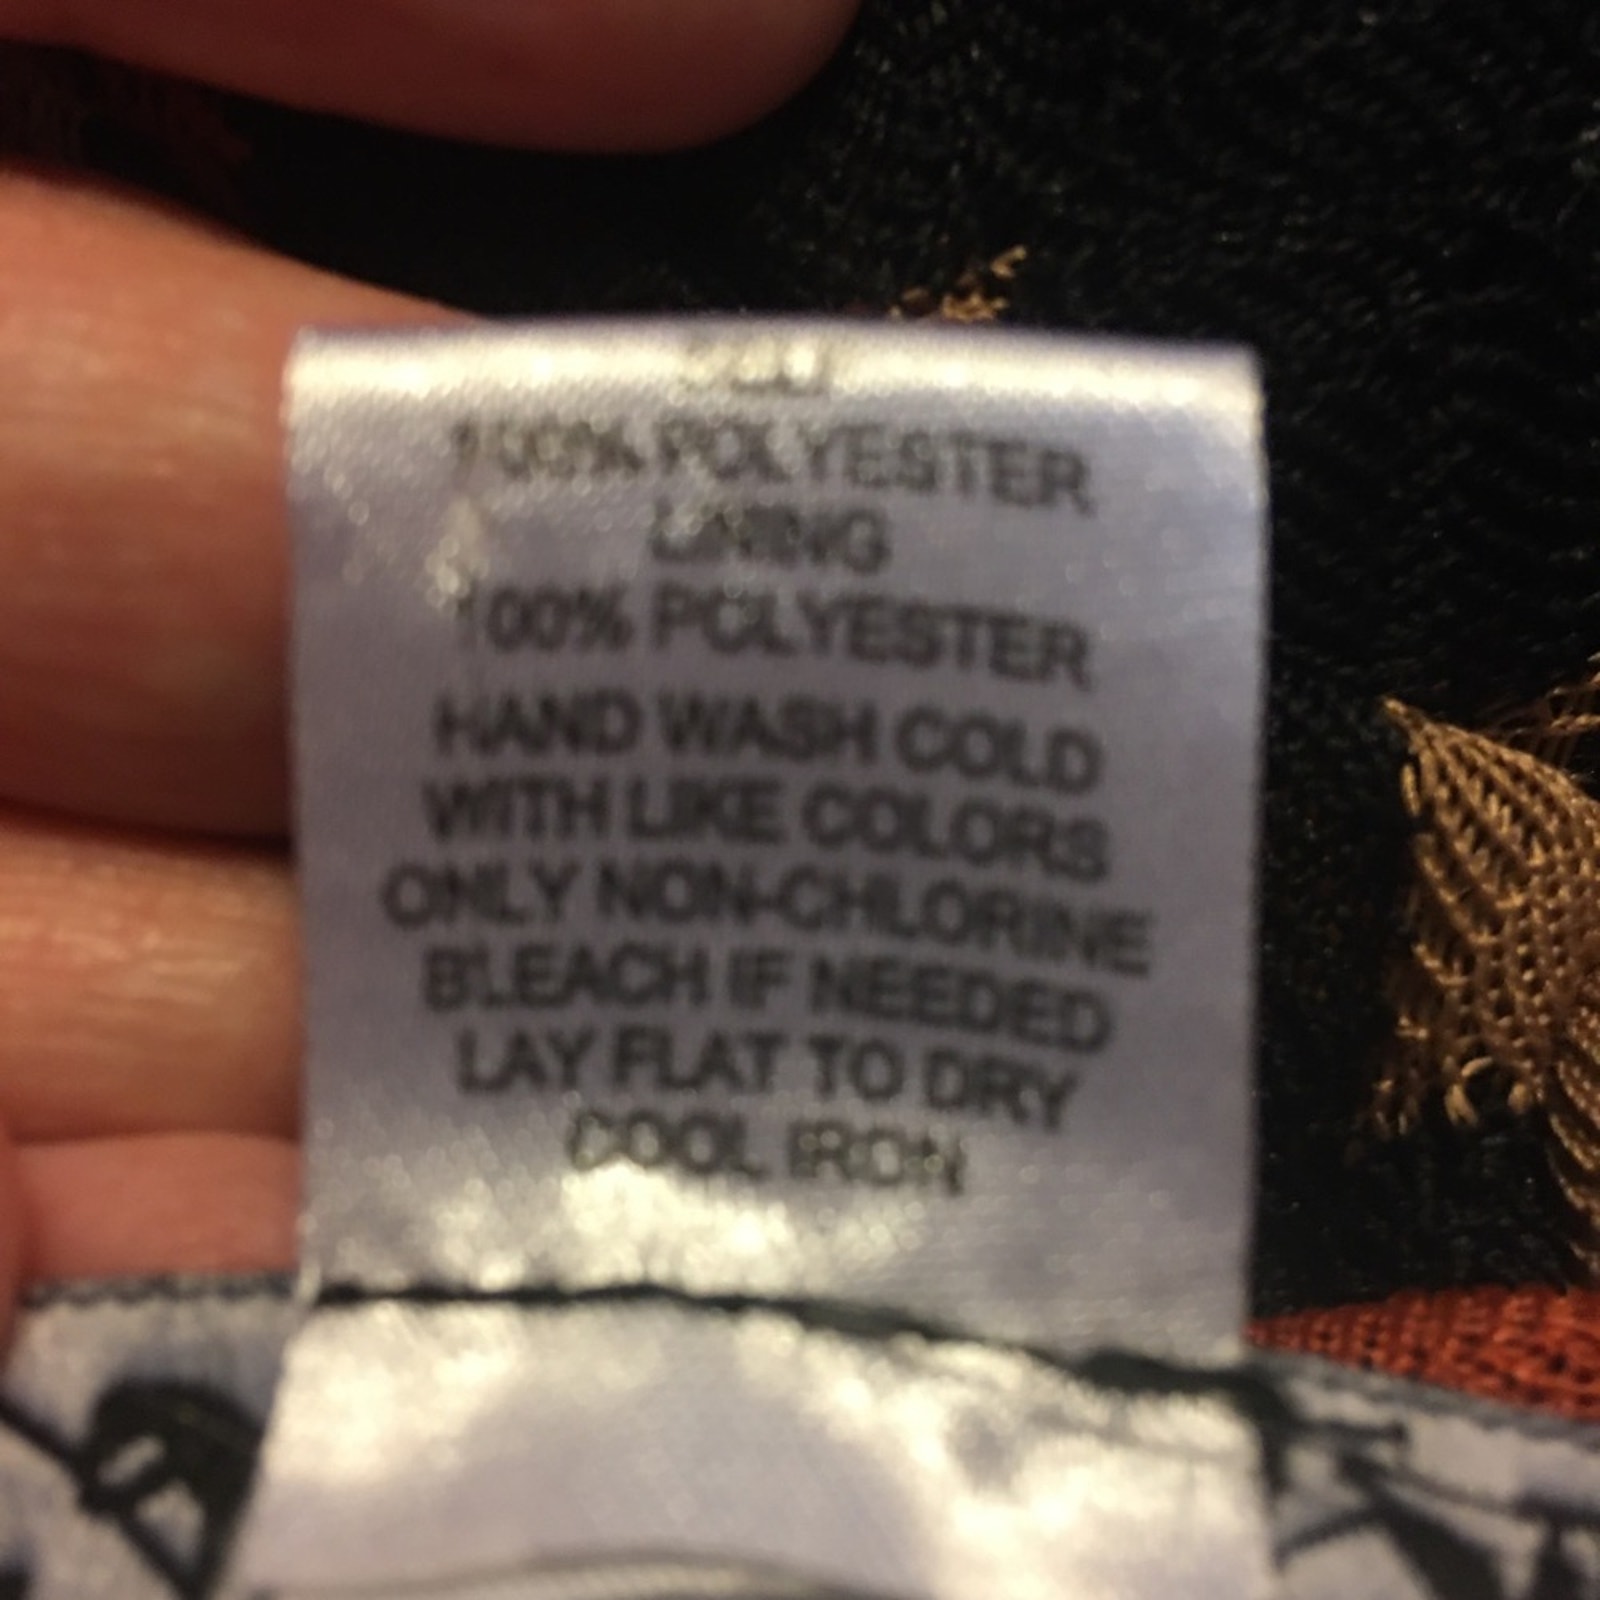 100% POLYESTER
LINING
100% POLYESTER
HAND WASH COLD
WITH LIKE COLORS
ONLY NON-CHLORINE
BLEACH IF NEEDED
LAY FLAT TO DRY
COOL IRON